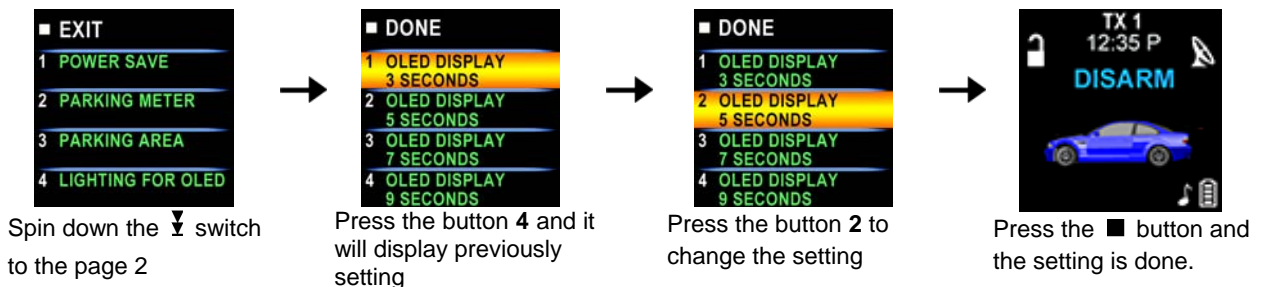 ■ EXIT
1 POWER SAVE
2 PARKING METER
3 PARKING AREA
4 LIGHTING FOR OLED
Spin down the switch
to the page 2
■ DONE
1 OLED DISPLAY
3 SECONDS
2 OLED DISPLAY
5 SECONDS
3 OLED DISPLAY
7 SECONDS
4 OLED DISPLAY
9 SECONDS
Press the button 4 and it
will display previously
setting
■ DONE
1 OLED DISPLAY
3 SECONDS
2 OLED DISPLAY
5 SECONDS
3 OLED DISPLAY
7 SECONDS
4 OLED DISPLAY
9 SECONDS
Press the button 2 to
change the setting
TX 1
12:35 P
DISARM
Press the ■ button and
the setting is done.